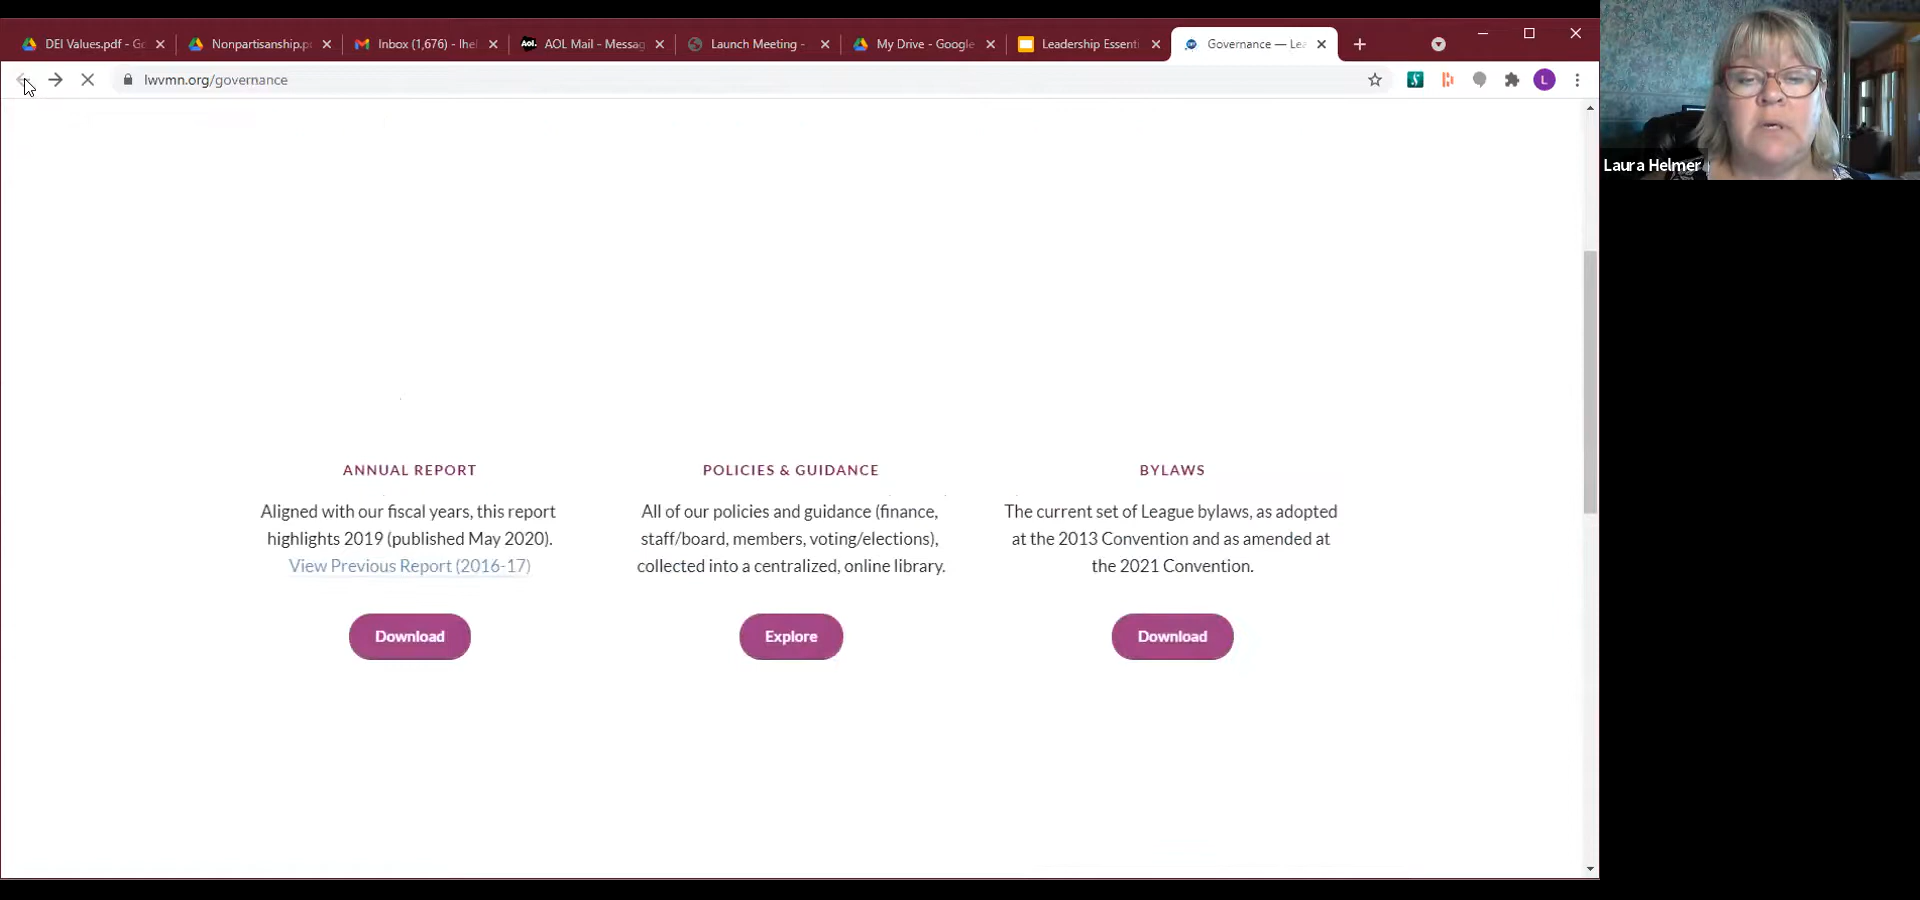 DEI Values.pdf - Go
Nonpartisanship.p
Inbox (1,676) - lhel
Aol. AOL Mail - Messag
Launch Meeting -
My Drive - Google
Leadership Essenti
Governance — Lea
lwvmn.org/governance
L
Laura Helmer
ANNUAL REPORT
Aligned with our fiscal years, this report
highlights 2019 (published May 2020).
View Previous Report (2016-17)
Download
POLICIES & GUIDANCE
All of our policies and guidance (finance,
staff/board, members, voting/elections),
collected into a centralized, online library.
Explore
BYLAWS
The current set of League bylaws, as adopted
at the 2013 Convention and as amended at
the 2021 Convention.
Download